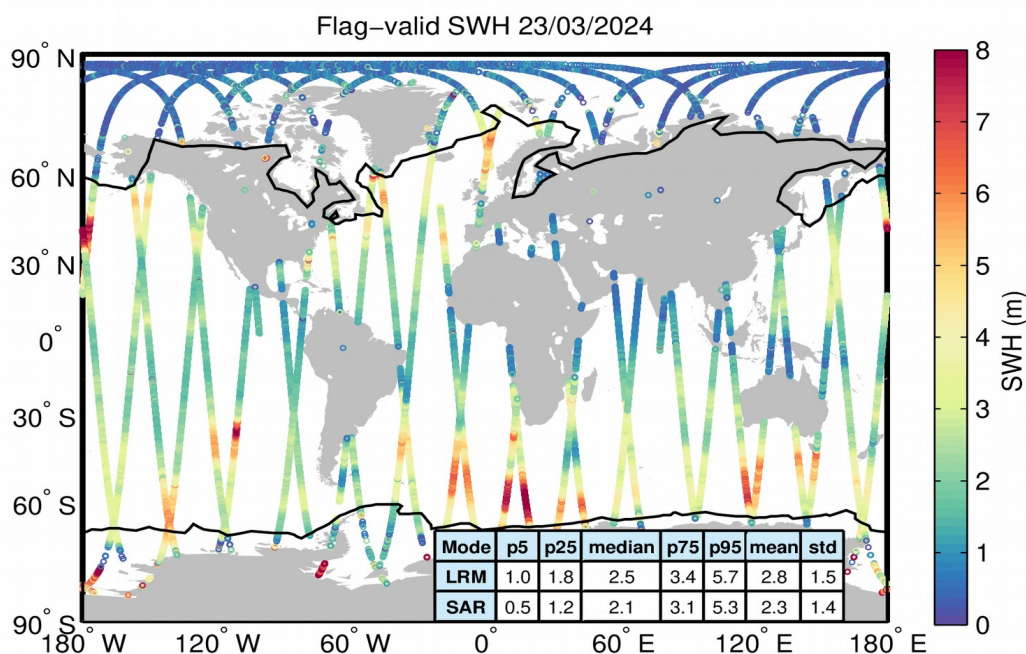 Flag−valid SWH 23/03/2024
90° N
60° N
30° N
0°
30° S
60° S
90° S
180° W
120° W
60° W
0°
60° E
120° E
180° E
8
7
6
5
4
3
2
1
0
SWH (m)
Mode p5 p25 median p75 p95 mean std
LRM 1.0 1.8 2.5 3.4 5.7 2.8 1.5
SAR 0.5 1.2 2.1 3.1 5.3 2.3 1.4